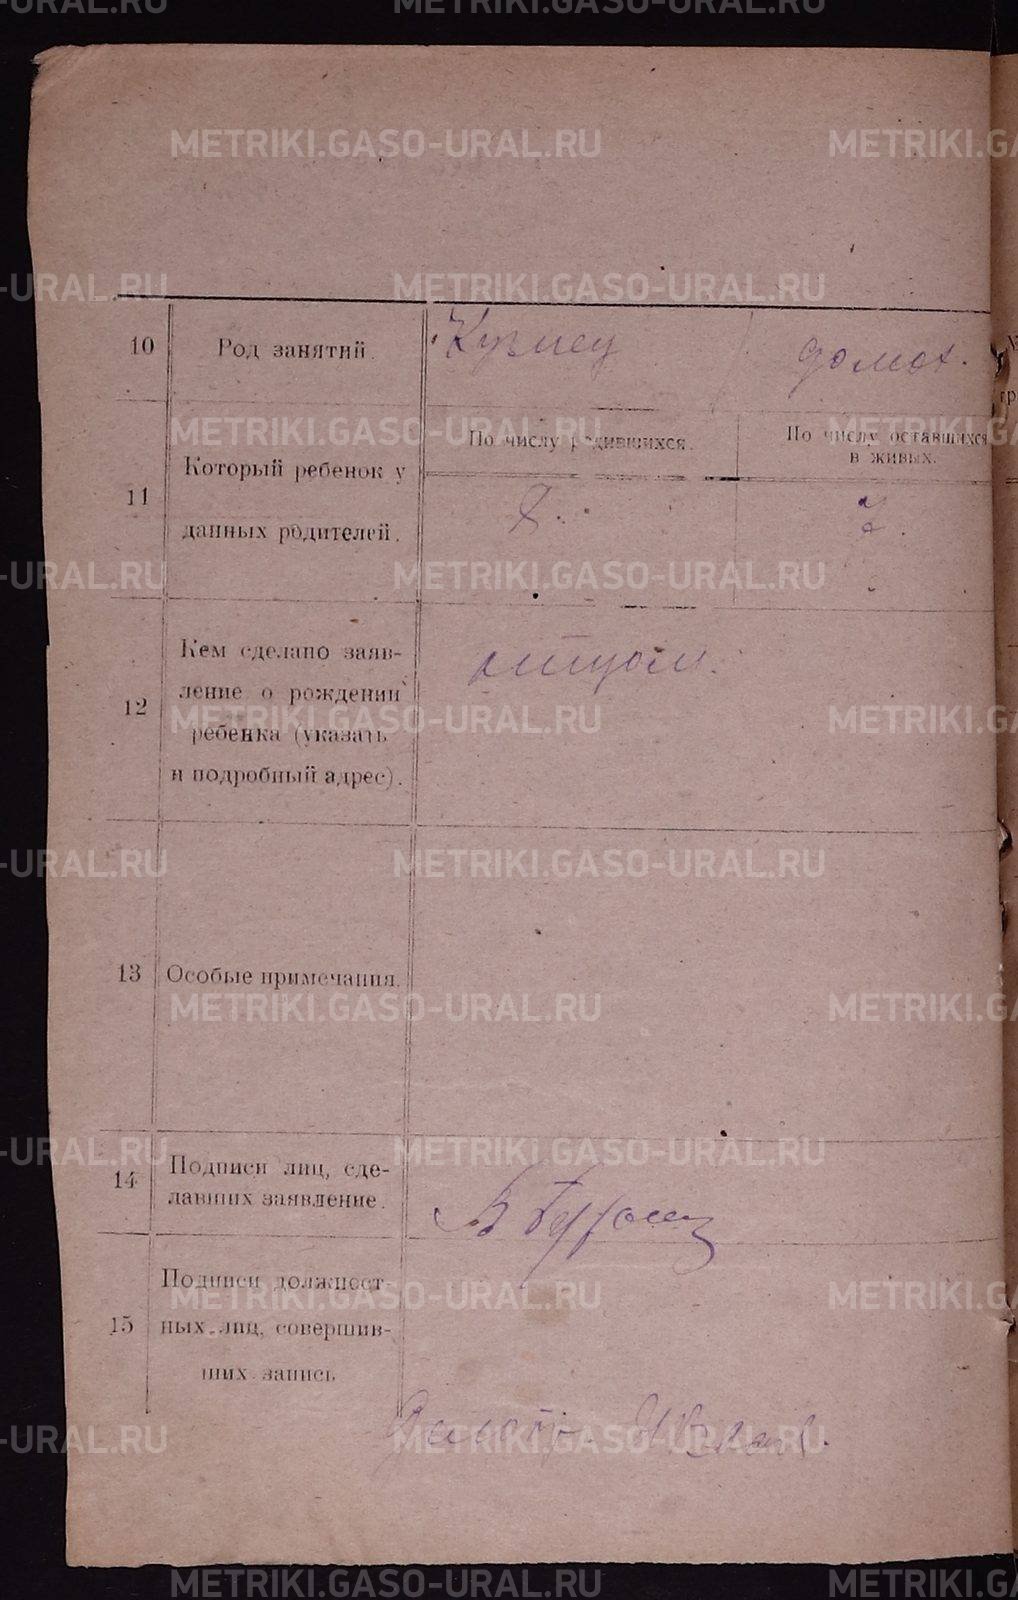 METRIKI.GASO-URAL.RU
10 Род занятий. Кузнец домох.
11 Который ребенок у данных родителей.
По числу родившихся.
По числу оставшихся
в живых.
12 Кем сделано заяв-
ление о рождении
ребенка (указать
и подробный адрес).
отцом.
13 Особые примечания.
14 Подписи лиц, сде-
лавших заявление.
15 Подписи должност-
ных лиц, совершив-
ших запись